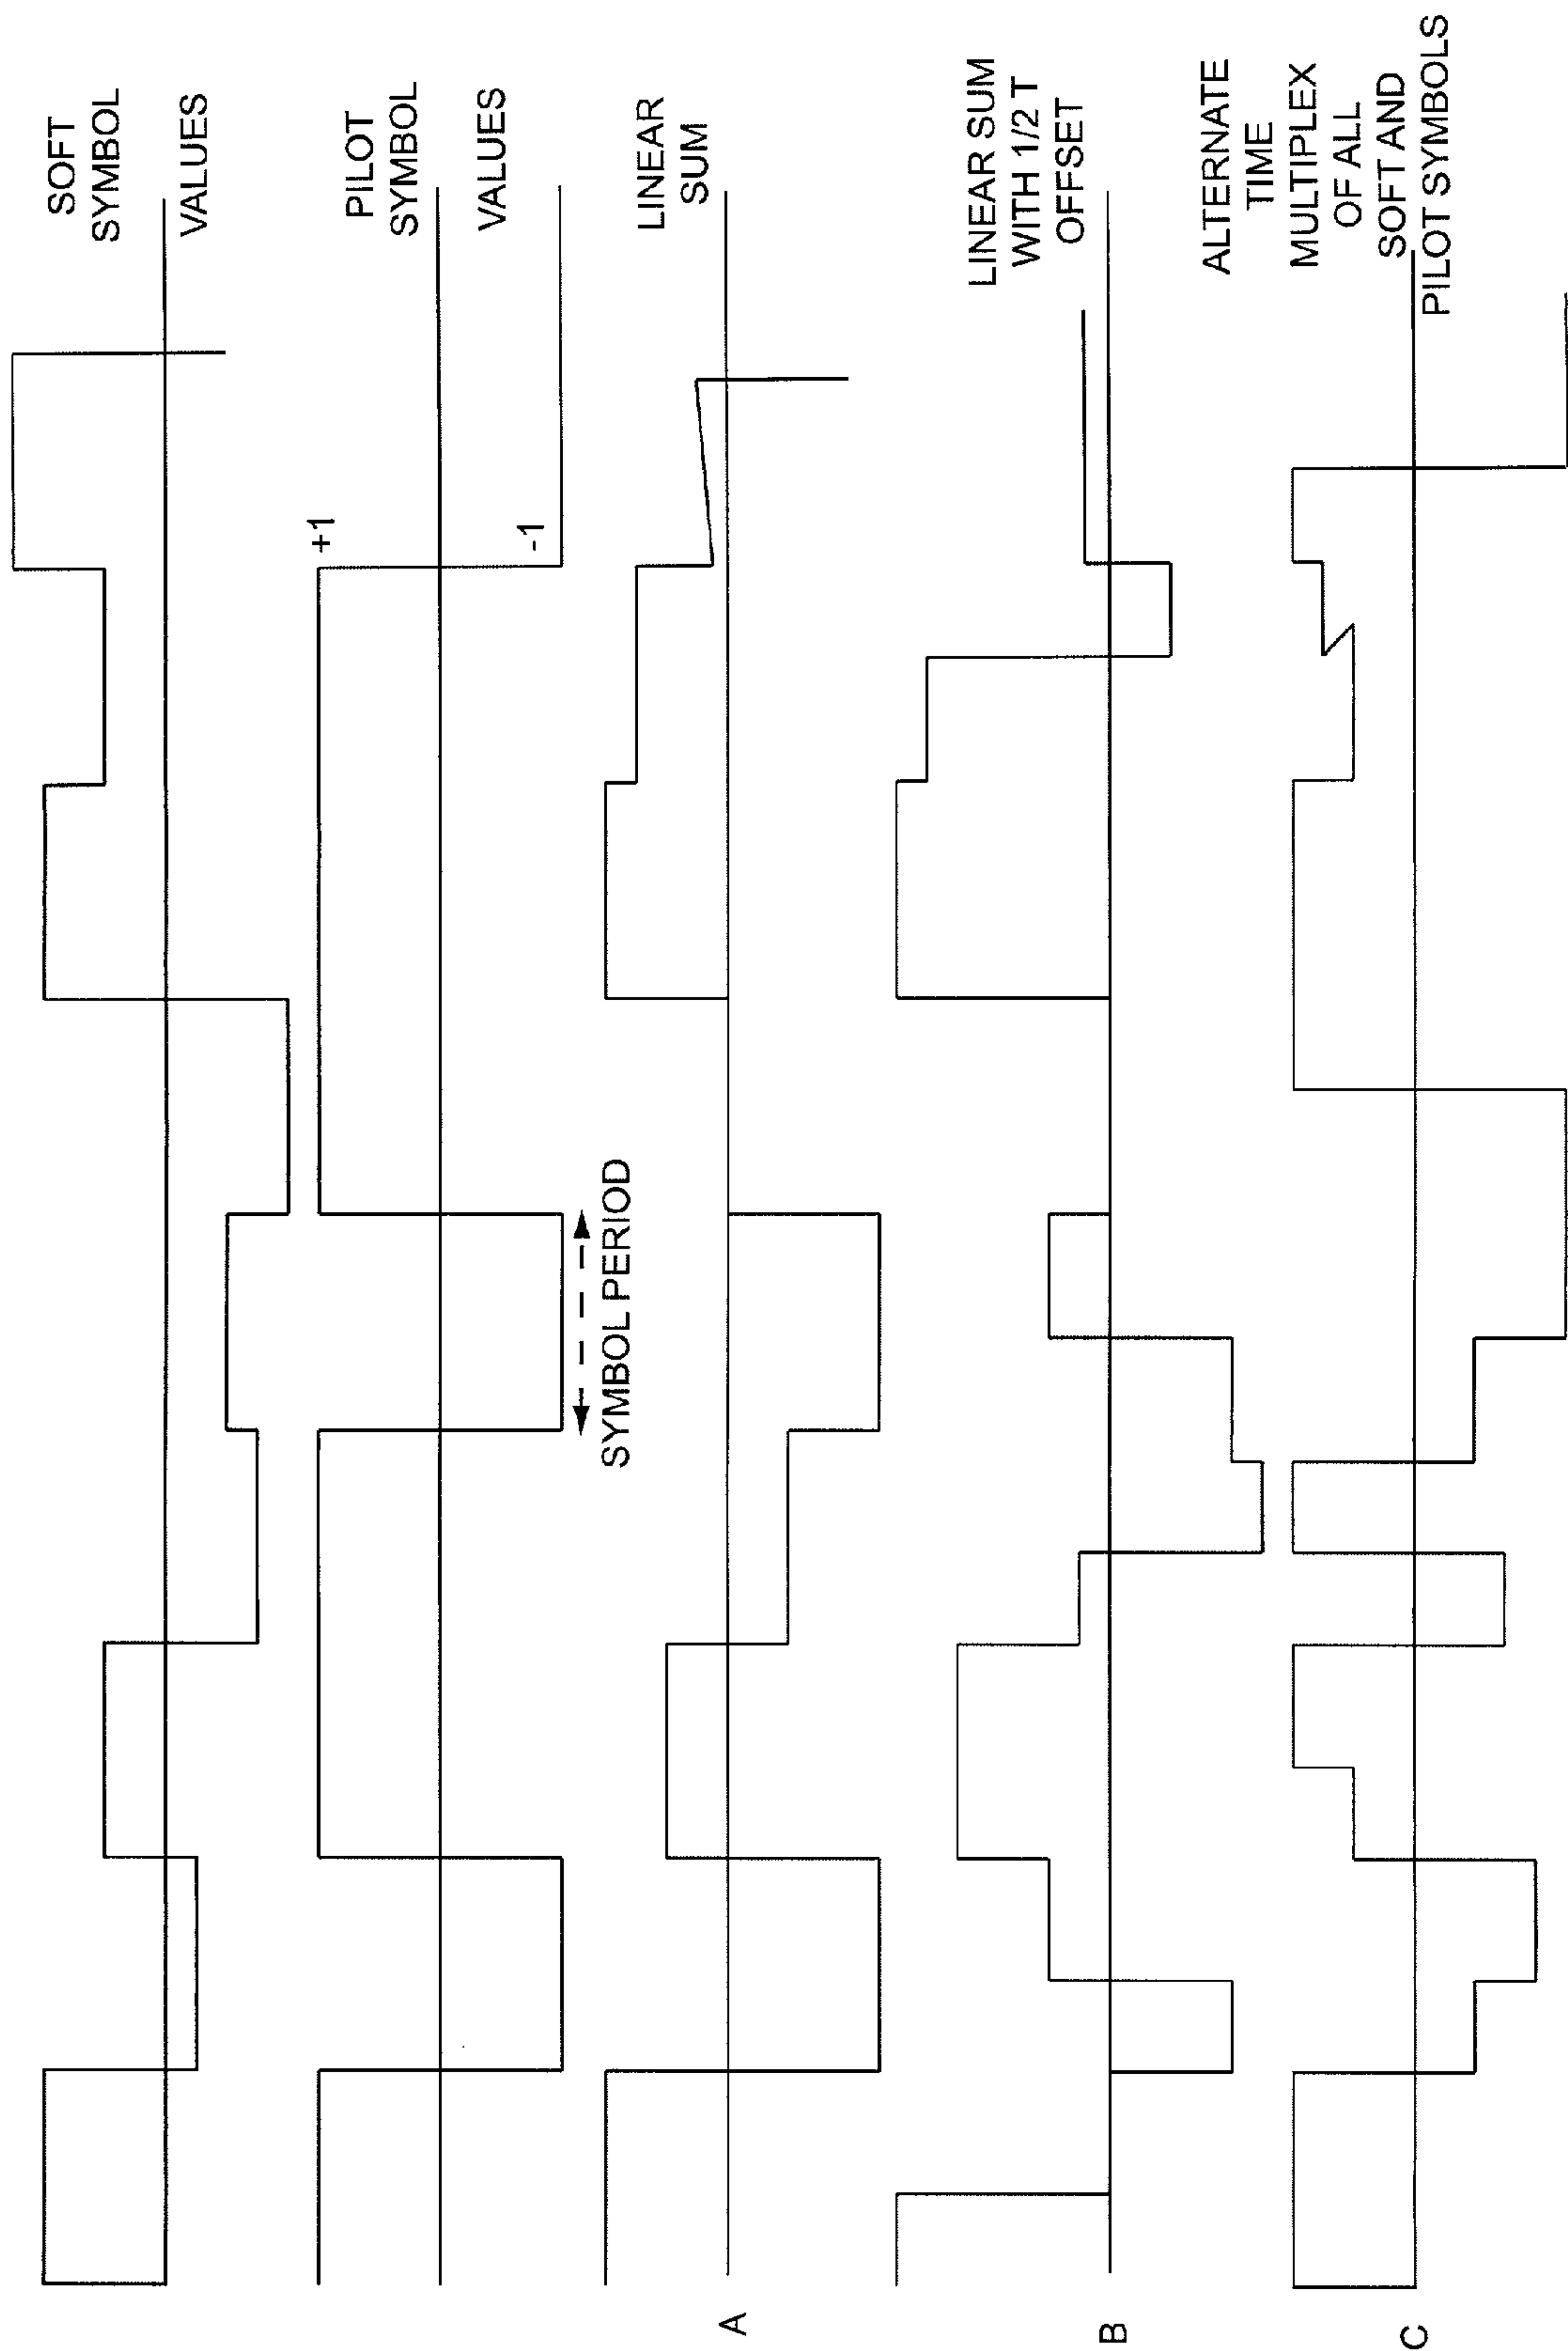 SOFT
SYMBOL
VALUES
PILOT
SYMBOL
VALUES
+1
-1
SYMBOL PERIOD
LINEAR
SUM
A
LINEAR SUM
WITH 1/2 T
OFFSET
B
ALTERNATE
TIME
MULTIPLEX
OF ALL
SOFT AND
PILOT SYMBOLS
C